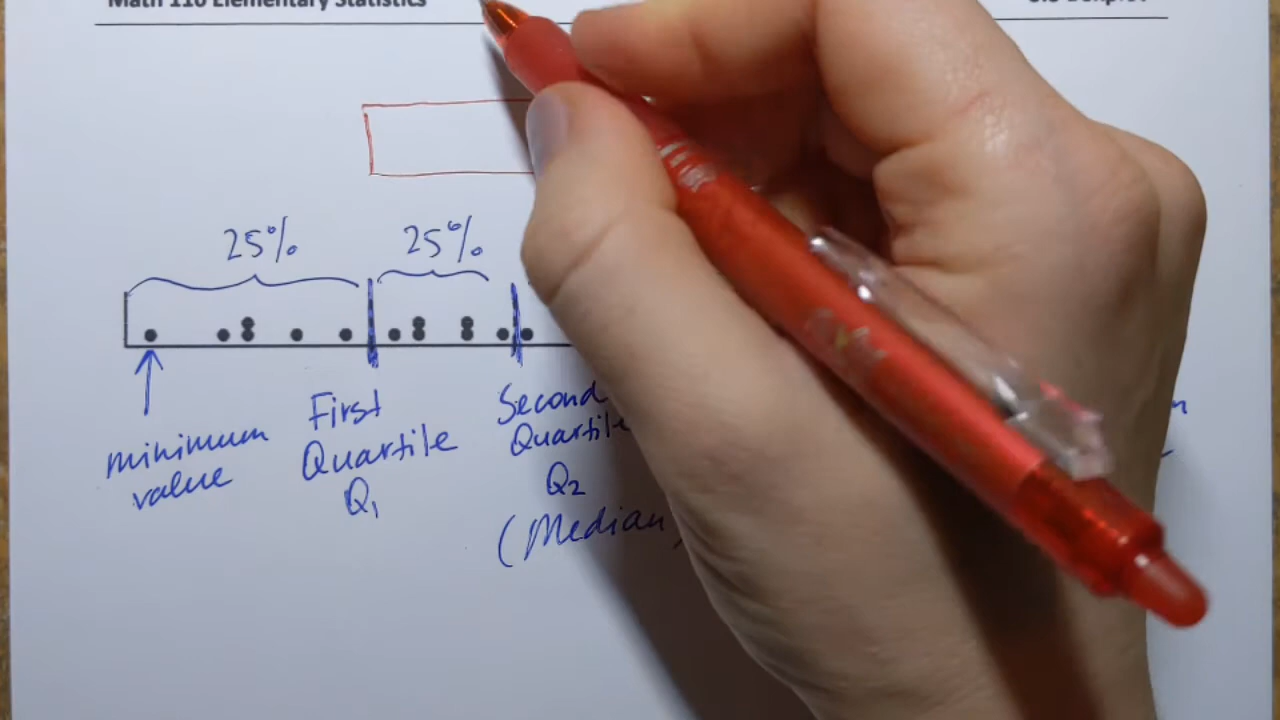 Math 110 Elementary Statistics
25% 25%
minimum
value
First
Quartile
Q1
Second
Quartile
Q2
(Median